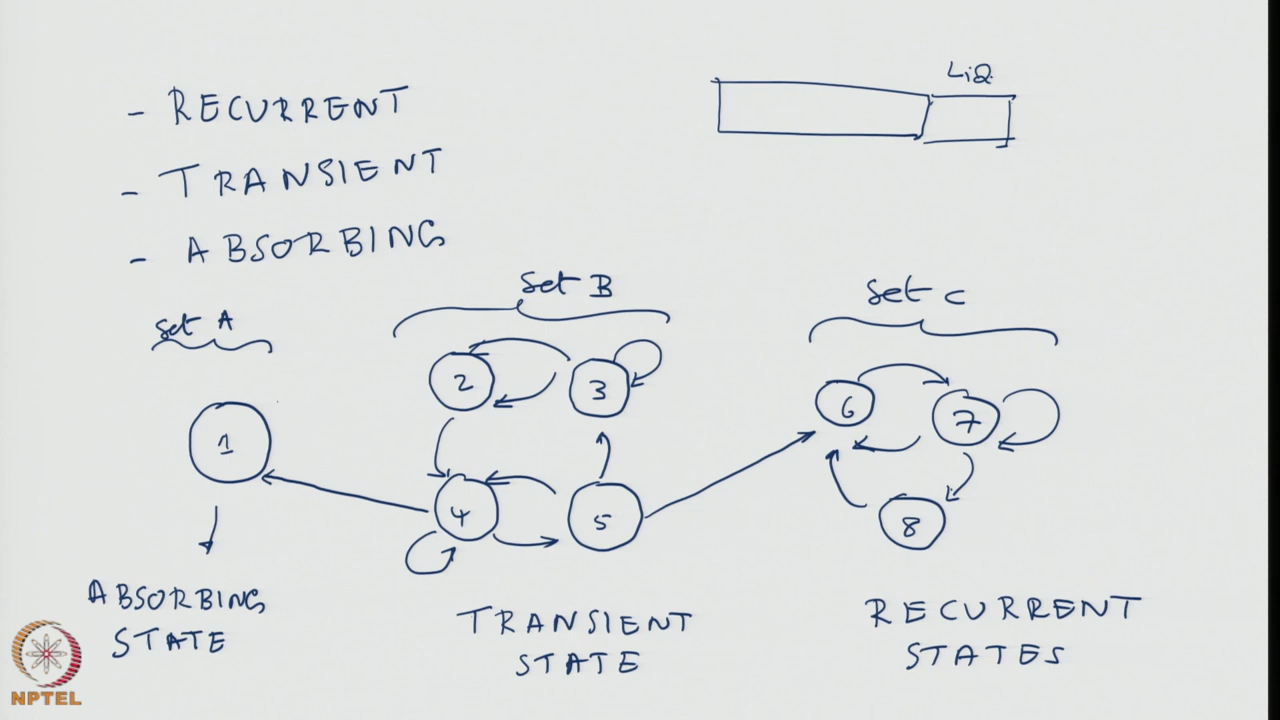 - RECURRENT
- TRANSIENT
- ABSORBING
LiQ
Set A
Set B
Set C
1
2
3
4
5
6
7
8
ABSORBING
STATE
TRANSIENT
STATE
RECURRENT
STATES
NPTEL